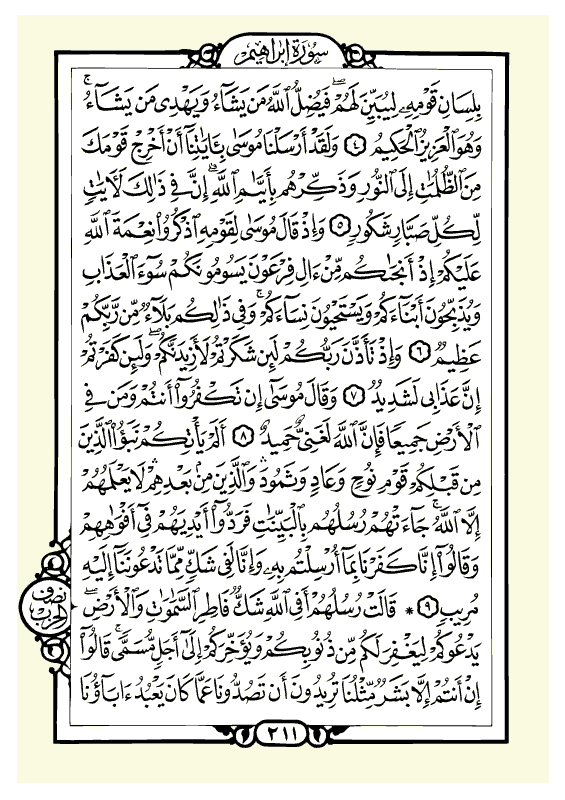 سُورَةُ إِبْرَاهِيم
بِلِسَانِ قَوْمِهِۦ لِيُبَيِّنَ لَهُمْۖ فَيُضِلُّ ٱللَّهُ مَن يَشَآءُ وَيَهْدِى مَن يَشَآءُۚ
وَهُوَ ٱلْعَزِيزُ ٱلْحَكِيمُ ٤ وَلَقَدْ أَرْسَلْنَا مُوسَىٰ بِـَٔايَـٰتِنَآ أَنْ أَخْرِجْ قَوْمَكَ
مِنَ ٱلظُّلُمَـٰتِ إِلَى ٱلنُّورِ وَذَكِّرْهُم بِأَيَّـٰمِ ٱللَّهِۚ إِنَّ فِى ذَٰلِكَ لَـَٔايَـٰتٍ
لِّكُلِّ صَبَّارٍ شَكُورٍ ٥ وَإِذْ قَالَ مُوسَىٰ لِقَوْمِهِ ٱذْكُرُوا۟ نِعْمَةَ ٱللَّهِ
عَلَيْكُمْ إِذْ أَنجَىٰكُم مِّنْ ءَالِ فِرْعَوْنَ يَسُومُونَكُمْ سُوٓءَ ٱلْعَذَابِ
وَيُذَبِّحُونَ أَبْنَآءَكُمْ وَيَسْتَحْيُونَ نِسَآءَكُمْۚ وَفِى ذَٰلِكُم بَلَآءٌ مِّن رَّبِّكُمْ
عَظِيمٌ ٦ وَإِذْ تَأَذَّنَ رَبُّكُمْ لَئِن شَكَرْتُمْ لَأَزِيدَنَّكُمْۖ وَلَئِن كَفَرْتُمْ
إِنَّ عَذَابِى لَشَدِيدٌ ٧ وَقَالَ مُوسَىٰٓ إِن تَكْفُرُوٓا۟ أَنتُمْ وَمَن فِى
ٱلْأَرْضِ جَمِيعًا فَإِنَّ ٱللَّهَ لَغَنِىٌّ حَمِيدٌ ٨ أَلَمْ يَأْتِكُمْ نَبَؤُا۟ ٱلَّذِينَ
مِن قَبْلِكُمْ قَوْمِ نُوحٍ وَعَادٍ وَثَمُودَۛ وَٱلَّذِينَ مِنۢ بَعْدِهِمْۛ لَا يَعْلَمُهُمْ
إِلَّا ٱللَّهُۚ جَآءَتْهُمْ رُسُلُهُم بِٱلْبَيِّنَـٰتِ فَرَدُّوٓا۟ أَيْدِيَهُمْ فِىٓ أَفْوَٰهِهِمْ
وَقَالُوٓا۟ إِنَّا كَفَرْنَا بِمَآ أُرْسِلْتُم بِهِۦ وَإِنَّا لَفِى شَكٍّ مِّمَّا تَدْعُونَنَآ إِلَيْهِ
مُرِيبٍ ٩ * قَالَتْ رُسُلُهُمْ أَفِى ٱللَّهِ شَكٌّ فَاطِرِ ٱلسَّمَـٰوَٰتِ وَٱلْأَرْضِۖ
يَدْعُوكُمْ لِيَغْفِرَ لَكُم مِّن ذُنُوبِكُمْ وَيُؤَخِّرَكُمْ إِلَىٰٓ أَجَلٍ مُّسَمًّىۚ قَالُوٓا۟
إِنْ أَنتُمْ إِلَّا بَشَرٌ مِّثْلُنَا تُرِيدُونَ أَن تَصُدُّونَا عَمَّا كَانَ يَعْبُدُ ءَابَآؤُنَا
نصف
الحزب
٢١١